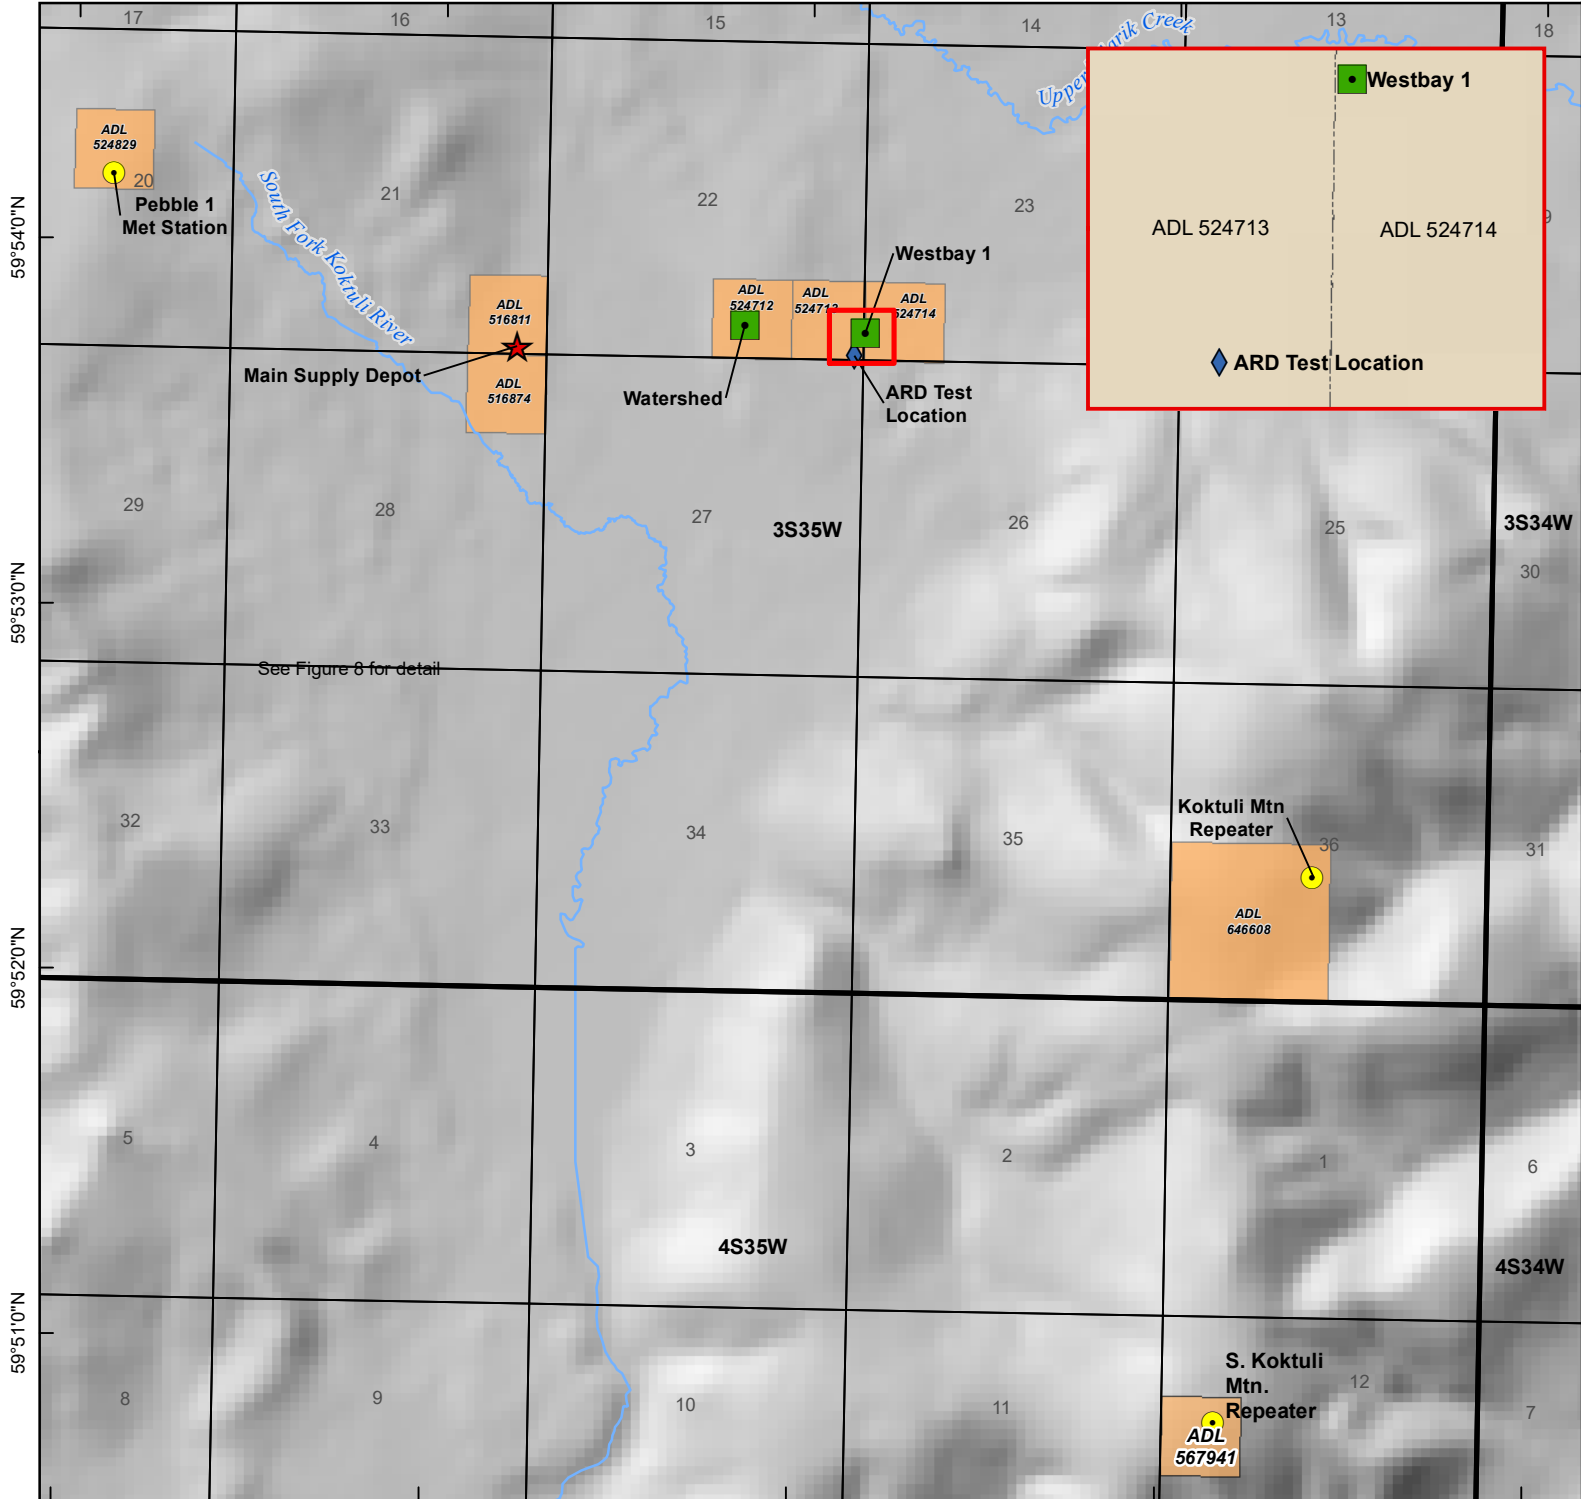 17
16
15
14
13
18
Upper
arik Creek
Westbay 1
ADL 524713
ADL 524714
ARD Test Location
ADL
524829
20
Pebble 1
Met Station
South Fork Koktuli River
21
22
23
9
59°54'0"N
Westbay 1
ADL
516811
ADL
524712
ADL
ADL
524714
Main Supply Depot
ADL
516874
Watershed
ARD Test
Location
29
28
27
3S35W
26
25
3S34W
30
59°53'0"N
See Figure 8 for detail
32
33
34
35
Koktuli Mtn
Repeater
36
31
ADL
646608
59°52'0"N
5
4
3
2
1
6
4S35W
4S34W
59°51'0"N
8
9
10
11
S. Koktuli
Mtn.
Repeater
12
7
ADL
567941